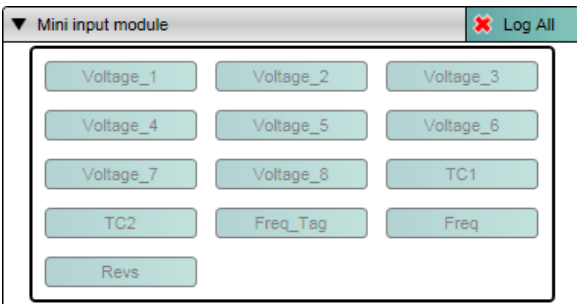 Mini input module Log All
Voltage_1 Voltage_2 Voltage_3
Voltage_4 Voltage_5 Voltage_6
Voltage_7 Voltage_8 TC1
TC2 Freq_Tag Freq
Revs